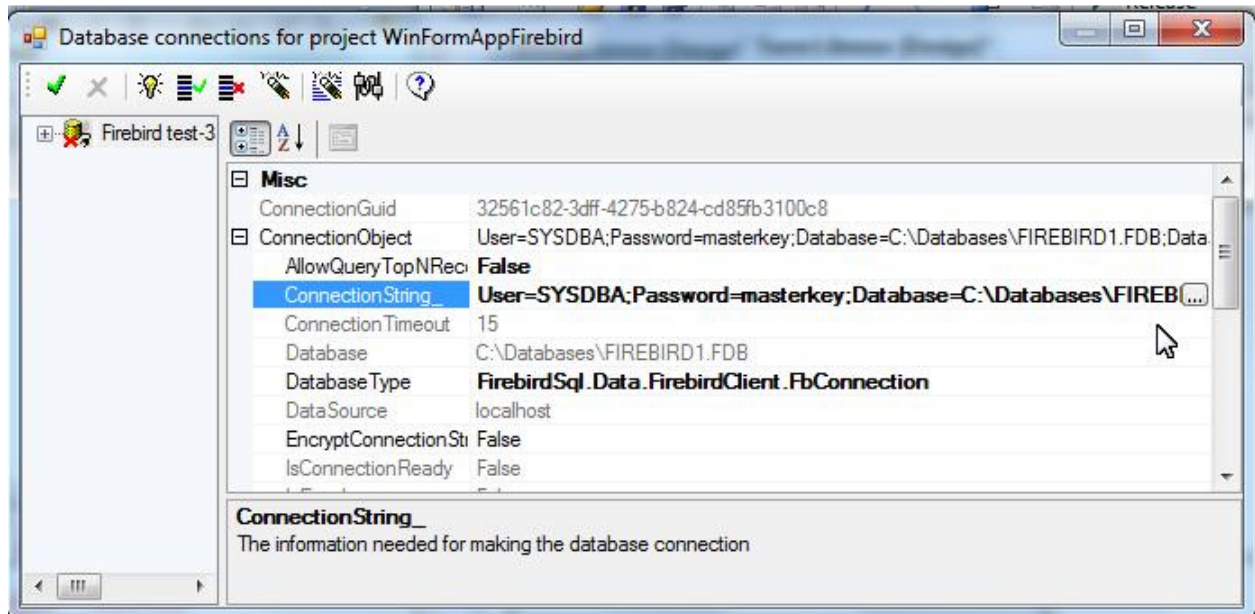 Release
Database connections for project WinFormAppFirebird
Firebird test-3
Misc
ConnectionGuid 32561c82-3dff-4275-b824-cd85fb3100c8
ConnectionObject User=SYSDBA;Password=masterkey;Database=C:\Databases\FIREBIRD1.FDB;Data
AllowQueryTopNRec False
ConnectionString_ User=SYSDBA;Password=masterkey;Database=C:\Databases\FIREB ...
ConnectionTimeout 15
Database C:\Databases\FIREBIRD1.FDB
DatabaseType FirebirdSql.Data.FirebirdClient.FbConnection
DataSource localhost
EncryptConnectionStr False
IsConnectionReady False
ConnectionString_
The information needed for making the database connection